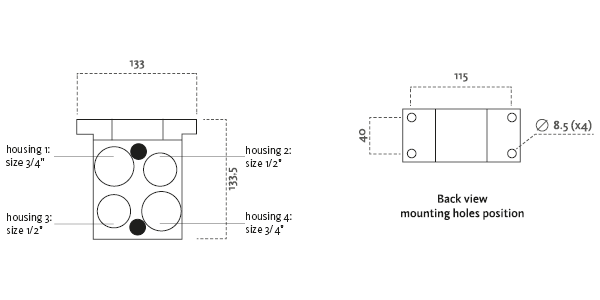 133
housing 1:
size 3/4"
housing 2:
size 1/2"
133,5
housing 3:
size 1/2"
housing 4:
size 3/4"
115
40
∅ 8.5 (x4)
Back view
mounting holes position